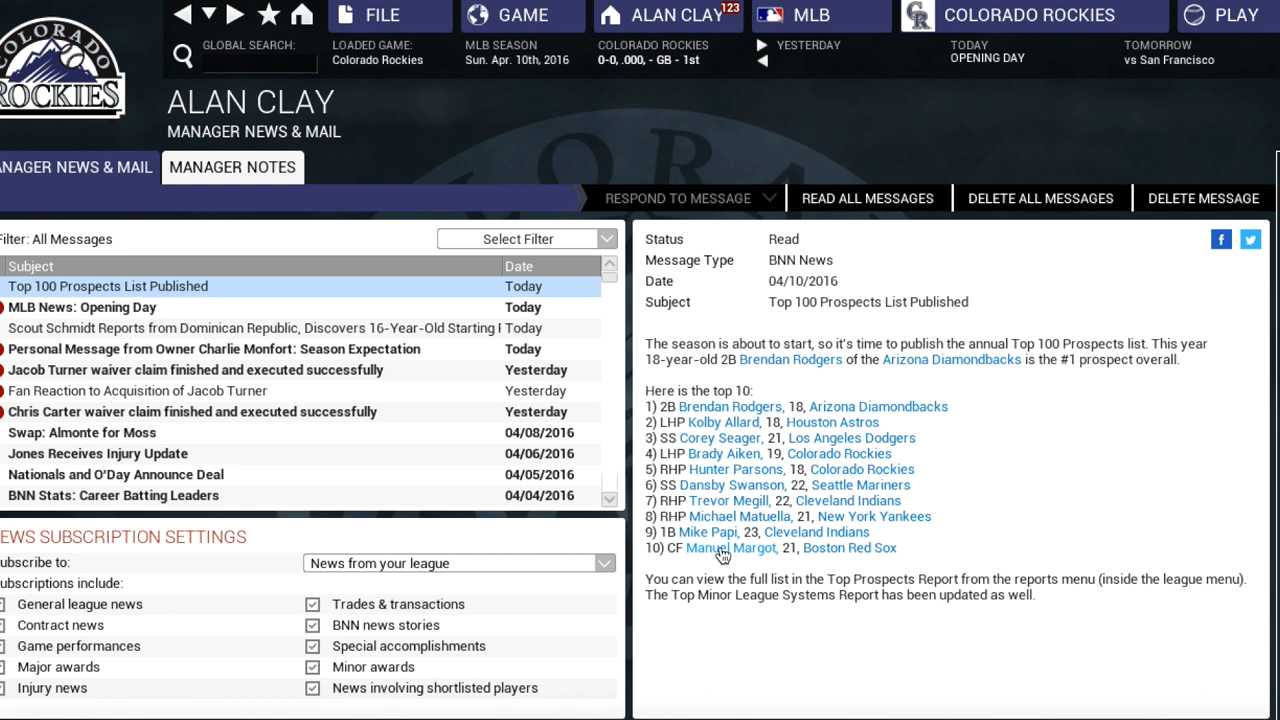 COLORADO
ROCKIES
CR
FILE
GAME
ALAN CLAY
123
MLB
COLORADO ROCKIES
PLAY
GLOBAL SEARCH:
LOADED GAME:
Colorado Rockies
MLB SEASON
Sun. Apr. 10th, 2016
COLORADO ROCKIES
0-0, .000, - GB - 1st
YESTERDAY
TODAY
OPENING DAY
TOMORROW
vs San Francisco
ALAN CLAY
MANAGER NEWS & MAIL
ANAGER NEWS & MAIL
MANAGER NOTES
RESPOND TO MESSAGE
READ ALL MESSAGES
DELETE ALL MESSAGES
DELETE MESSAGE
Filter: All Messages
Select Filter
Subject Date
Top 100 Prospects List Published Today
MLB News: Opening Day Today
Scout Schmidt Reports from Dominican Republic, Discovers 16-Year-Old Starting Today
Personal Message from Owner Charlie Monfort: Season Expectation Today
Jacob Turner waiver claim finished and executed successfully Yesterday
Fan Reaction to Acquisition of Jacob Turner Yesterday
Chris Carter waiver claim finished and executed successfully Yesterday
Swap: Almonte for Moss 04/08/2016
Jones Receives Injury Update 04/06/2016
Nationals and O'Day Announce Deal 04/05/2016
BNN Stats: Career Batting Leaders 04/04/2016
EWS SUBSCRIPTION SETTINGS
ubscribe to: News from your league
ubscriptions include:
General league news Trades & transactions
Contract news BNN news stories
Game performances Special accomplishments
Major awards Minor awards
Injury news News involving shortlisted players
Status Read
Message Type BNN News
Date 04/10/2016
Subject Top 100 Prospects List Published
The season is about to start, so it's time to publish the annual Top 100 Prospects list. This year
18-year-old 2B Brendan Rodgers of the Arizona Diamondbacks is the #1 prospect overall.
Here is the top 10:
1) 2B Brendan Rodgers, 18, Arizona Diamondbacks
2) LHP Kolby Allard, 18, Houston Astros
3) SS Corey Seager, 21, Los Angeles Dodgers
4) LHP Brady Aiken, 19, Colorado Rockies
5) RHP Hunter Parsons, 18, Colorado Rockies
6) SS Dansby Swanson, 22, Seattle Mariners
7) RHP Trevor Megill, 22, Cleveland Indians
8) RHP Michael Matuella, 21, New York Yankees
9) 1B Mike Papi, 23, Cleveland Indians
10) CF Manuel Margot, 21, Boston Red Sox
You can view the full list in the Top Prospects Report from the reports menu (inside the league menu).
The Top Minor League Systems Report has been updated as well.